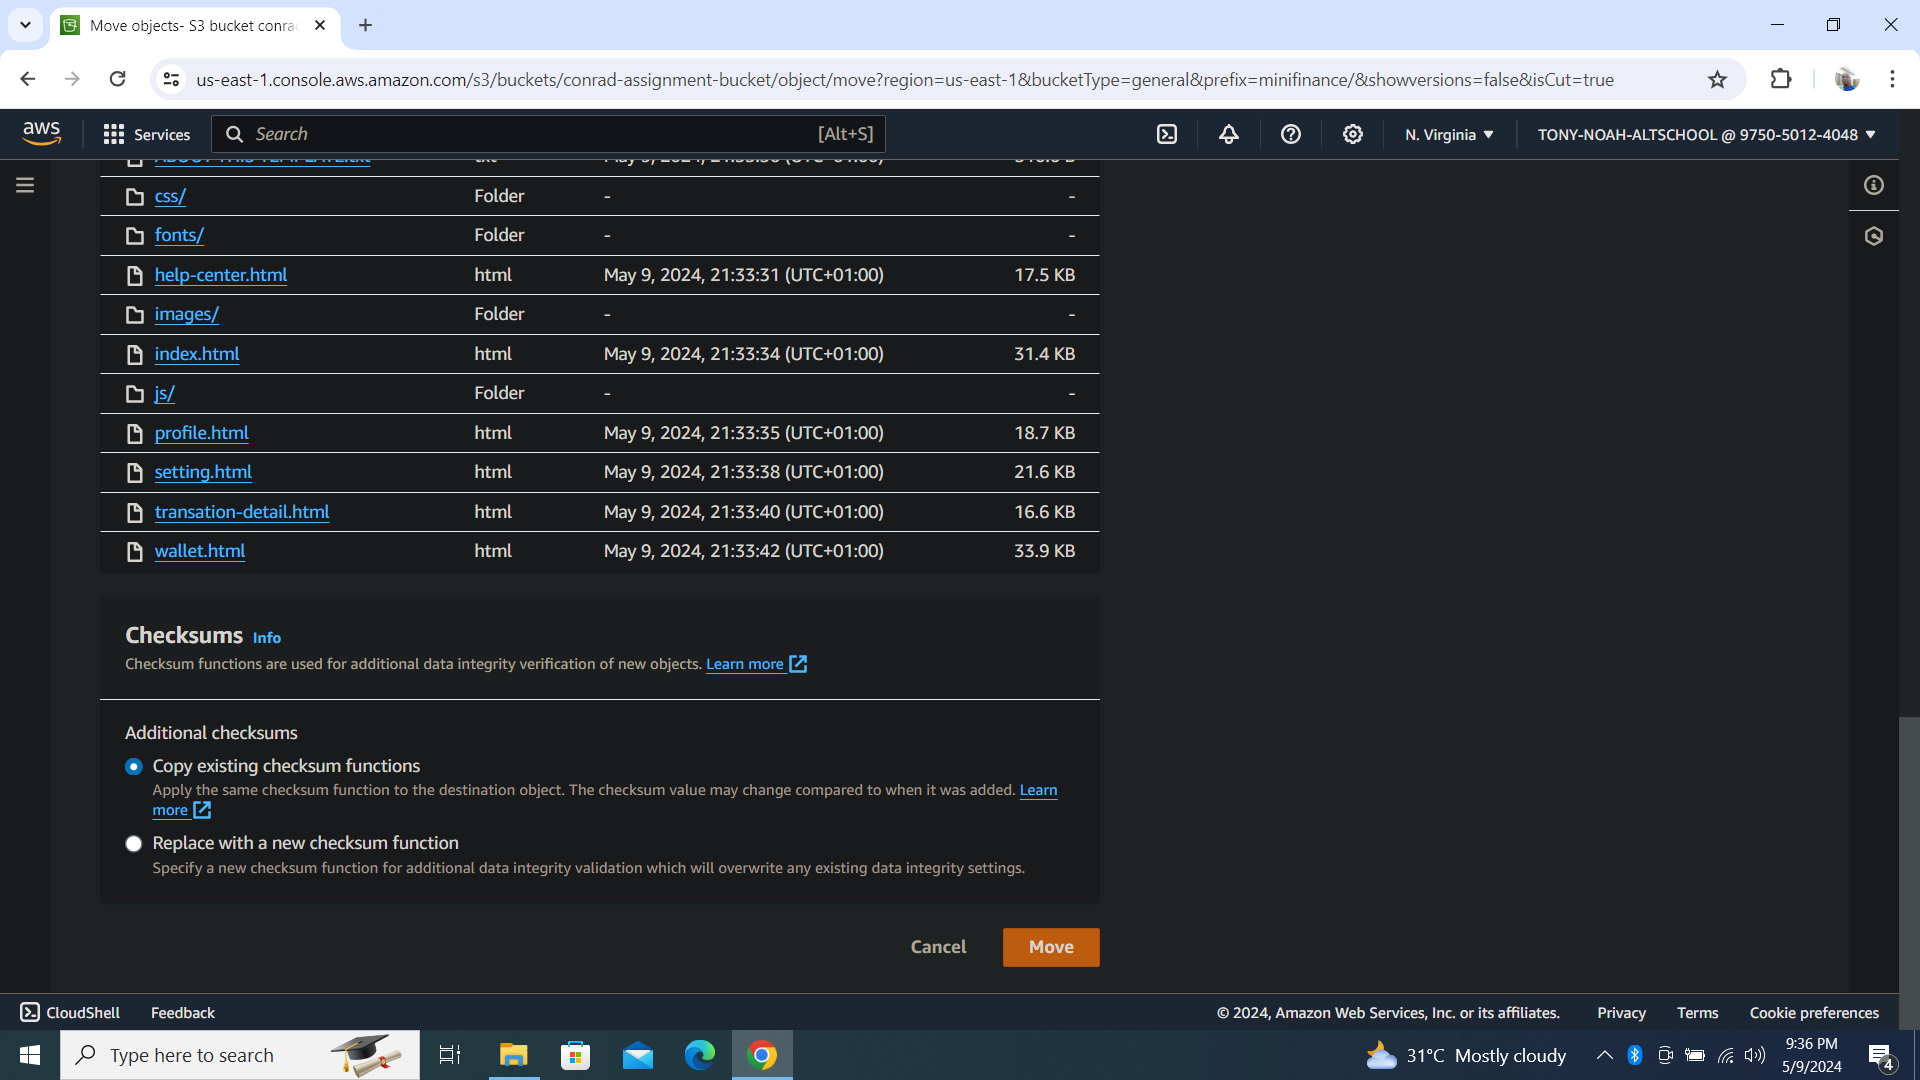 Move objects- S3 bucket conra
us-east-1.console.aws.amazon.com/s3/buckets/conrad-assignment-bucket/object/move?region=us-east-1&bucketType=general&prefix=minifinance/&showversions=false&isCut=true
aws
Services
Search
[Alt+S]
N. Virginia
TONY-NOAH-ALTSCHOOL @ 9750-5012-4048
css/ Folder - -
fonts/ Folder - -
help-center.html html May 9, 2024, 21:33:31 (UTC+01:00) 17.5 KB
images/ Folder - -
index.html html May 9, 2024, 21:33:34 (UTC+01:00) 31.4 KB
js/ Folder - -
profile.html html May 9, 2024, 21:33:35 (UTC+01:00) 18.7 KB
setting.html html May 9, 2024, 21:33:38 (UTC+01:00) 21.6 KB
transation-detail.html html May 9, 2024, 21:33:40 (UTC+01:00) 16.6 KB
wallet.html html May 9, 2024, 21:33:42 (UTC+01:00) 33.9 KB
Checksums Info
Checksum functions are used for additional data integrity verification of new objects. Learn more
Additional checksums
Copy existing checksum functions
Apply the same checksum function to the destination object. The checksum value may change compared to when it was added. Learn
more
Replace with a new checksum function
Specify a new checksum function for additional data integrity validation which will overwrite any existing data integrity settings.
Cancel
Move
CloudShell
Feedback
© 2024, Amazon Web Services, Inc. or its affiliates.
Privacy
Terms
Cookie preferences
Type here to search
31°C Mostly cloudy
9:36 PM
5/9/2024
4